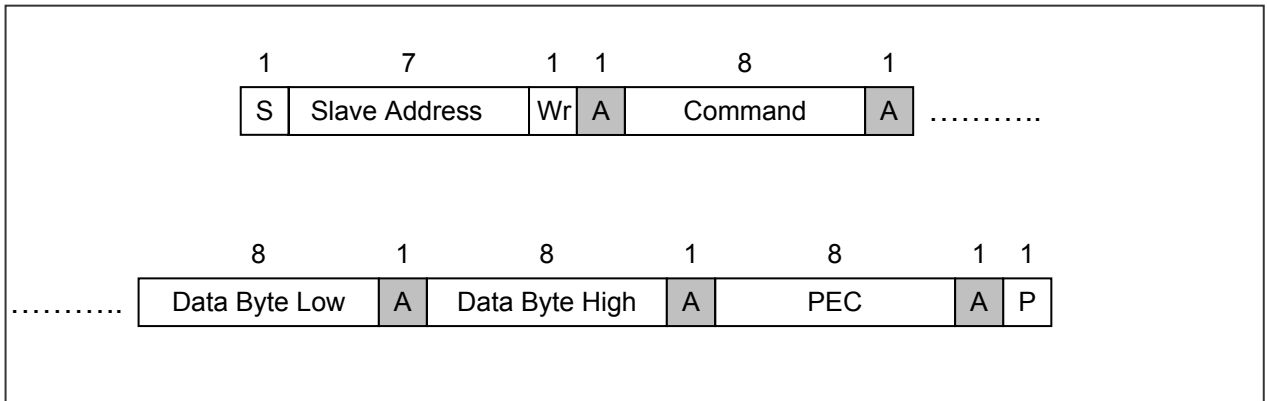 1 7 1 1 8 1
S Slave Address Wr A Command A ...........
8 1 8 1 8 1 1
........... Data Byte Low A Data Byte High A PEC A P